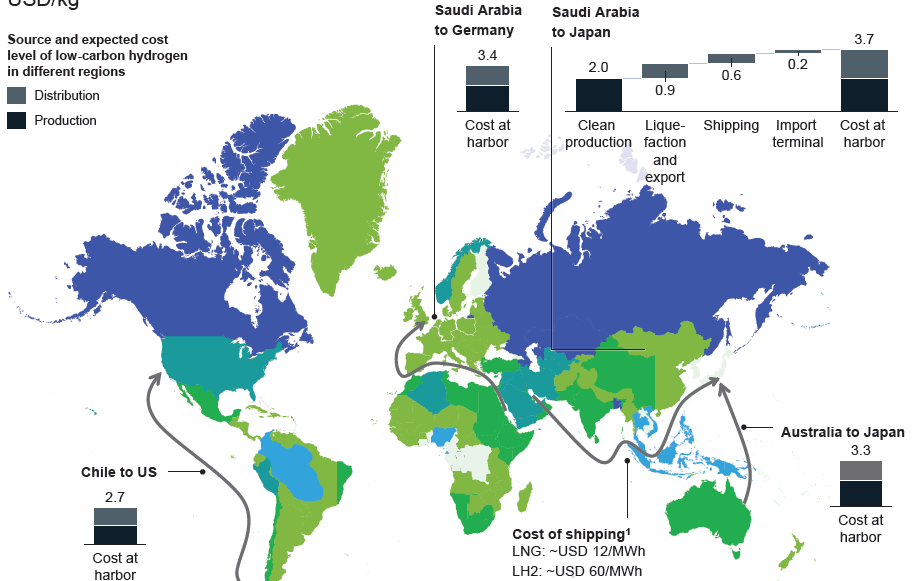 USD/kg
Source and expected cost
level of low-carbon hydrogen
in different regions
Distribution
Production
Saudi Arabia
to Germany
3.4
Cost at
harbor
Saudi Arabia
to Japan
2.0
0.9
0.6
0.2
3.7
Clean
production
Lique-
faction
and
export
Shipping
Import
terminal
Cost at
harbor
Chile to US
2.7
Cost at
harbor
Cost of shipping¹
LNG: ~USD 12/MWh
LH2: ~USD 60/MWh
Australia to Japan
3.3
Cost at
harbor